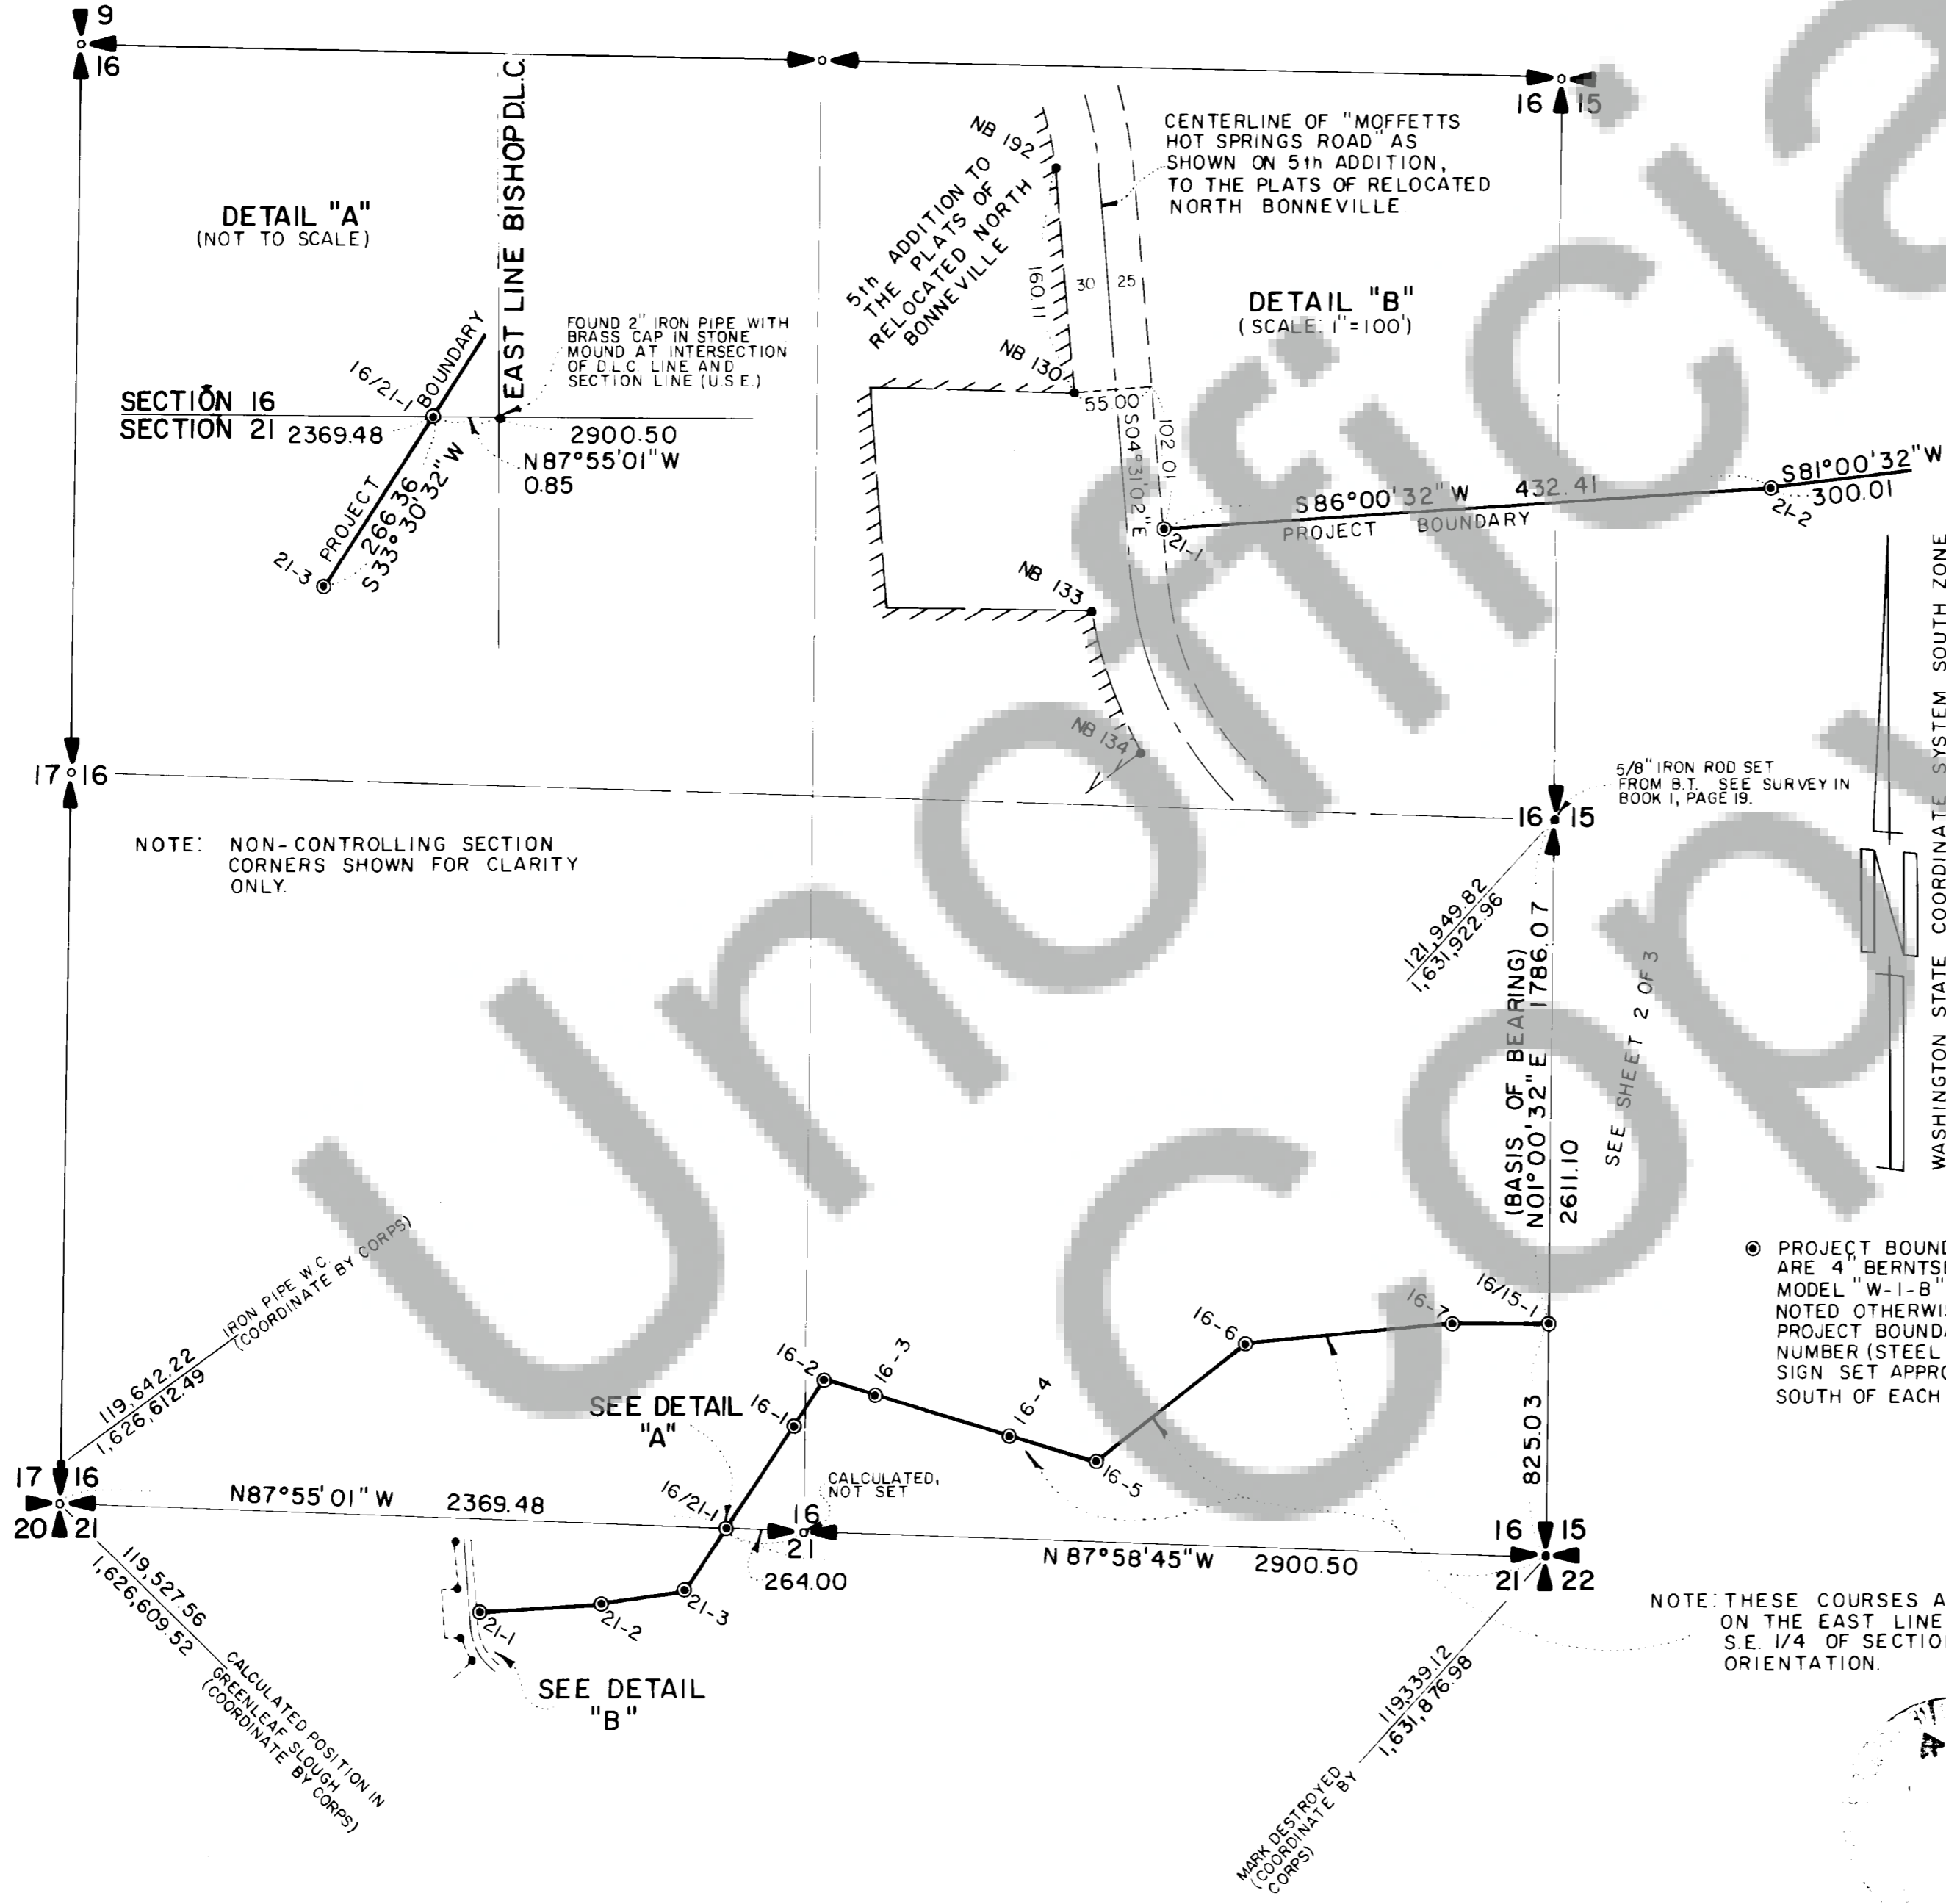 9
16
16 15
EAST LINE BISHOP D.L.C.
DETAIL "A"
(NOT TO SCALE)
NB 192
5th ADDITION TO
THE PLATS OF
RELOCATED NORTH
BONNEVILLE
CENTERLINE OF "MOFFETTS
HOT SPRINGS ROAD" AS
SHOWN ON 5th ADDITION,
TO THE PLATS OF RELOCATED
NORTH BONNEVILLE.
160.11
30 25
DETAIL "B"
(SCALE: 1"=100')
FOUND 2" IRON PIPE WITH
BRASS CAP IN STONE
MOUND AT INTERSECTION
OF D.L.C. LINE AND
SECTION LINE (U.S.E.)
16/21-1
BOUNDARY
SECTION 16
SECTION 21
2369.48
2900.50
N87°55'01"W
0.85
PROJECT
266.36
S33°30'32"W
21-3
NB 130
55.00
S04°31'02"E
102.01
S86°00'32"W 432.41
PROJECT BOUNDARY
21-1
S81°00'32"W
300.01
21-2
NB 133
NB 134
WASHINGTON STATE COORDINATE SYSTEM SOUTH ZONE
N
17 16
5/8" IRON ROD SET
FROM B.T. SEE SURVEY IN
BOOK 1, PAGE 19.
16 15
NOTE: NON-CONTROLLING SECTION
CORNERS SHOWN FOR CLARITY
ONLY.
121,949.82
1,631,922.96
(BASIS OF BEARING)
N01°00'32"E 1786.07
2611.10
SEE SHEET 2 OF 3
PROJECT BOUND
ARE 4" BERNTS
MODEL "W-1-B"
NOTED OTHERWI
PROJECT BOUNDA
NUMBER (STEEL
SIGN SET APPRO
SOUTH OF EACH
IRON PIPE W.C.
(COORDINATE BY CORPS)
119,642.22
1,626,612.49
16-1
16-2
16-3
16-4
16-5
16-6
16-7
16/15-1
825.03
SEE DETAIL
"A"
CALCULATED,
NOT SET
17 16
20 21
N87°55'01"W 2369.48
16/21-1
16
21
264.00
N87°58'45"W 2900.50
16 15
21 22
21-1
21-2
21-3
SEE DETAIL
"B"
119,527.56
1,626,609.52
CALCULATED POSITION IN
GREENLEAF SLOUGH
(COORDINATE BY CORPS)
NOTE: THESE COURSES A
ON THE EAST LINE
S.E. 1/4 OF SECTIO
ORIENTATION.
119,339.12
1,631,876.98
MARK DESTROYED
(COORDINATE BY
CORPS)
Unofficia
Cop